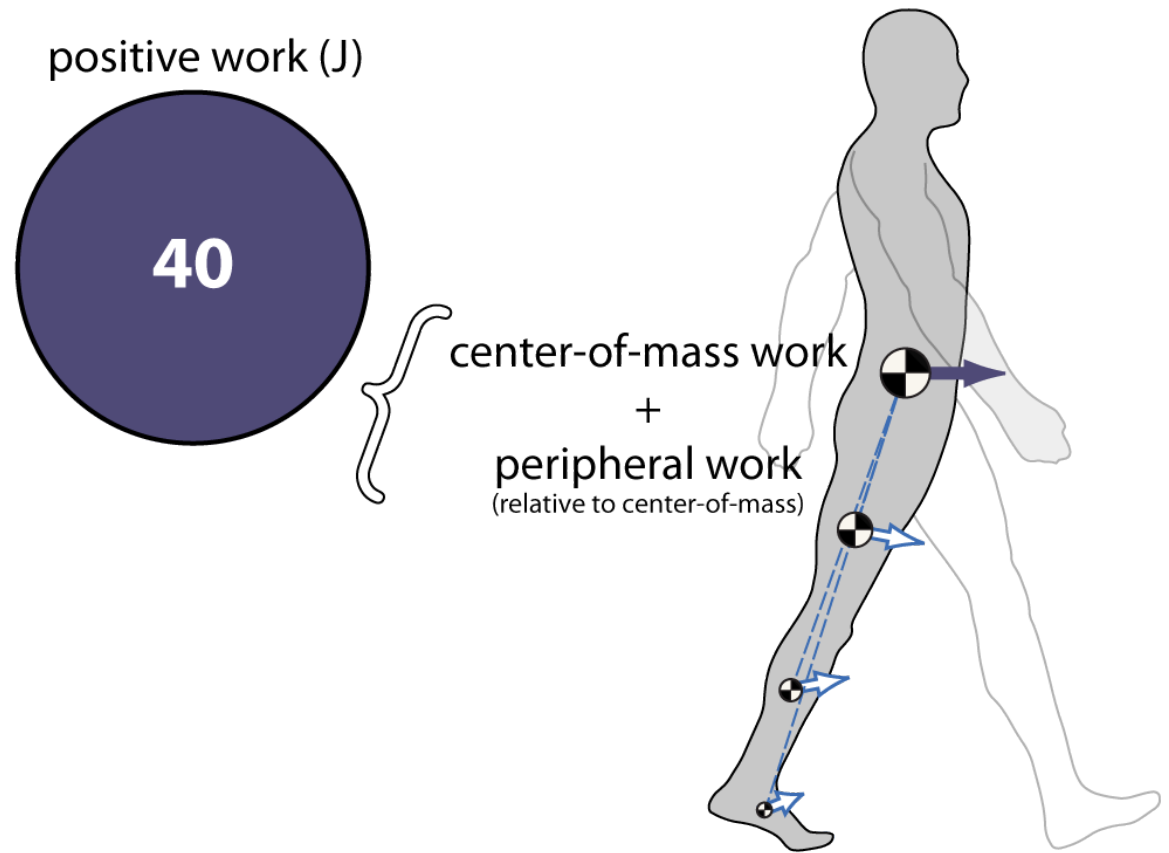 positive work (J)
40
center-of-mass work
+
peripheral work
(relative to center-of-mass)